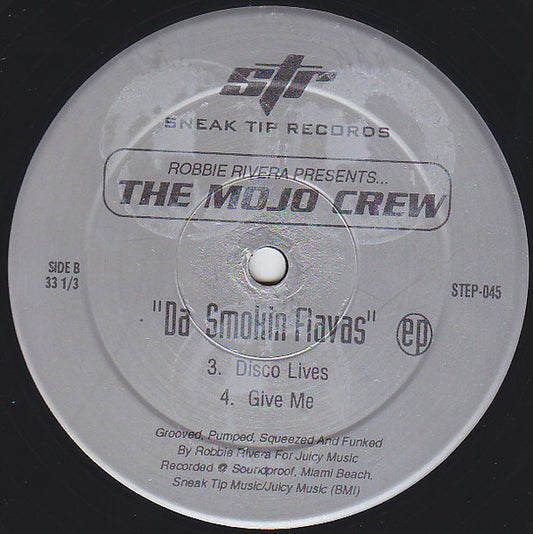 str
SNEAK TIP RECORDS
ROBBIE RIVERA PRESENTS...
THE MOJO CREW
SIDE B
33 1/3
STEP-045
"Da Smokin Flavas" ep
3. Disco Lives
4. Give Me
Grooved, Pumped, Squeezed And Funked
By Robbie Rivera For Juicy Music
Recorded @ Soundproof, Miami Beach,
Sneak Tip Music/Juicy Music (BMI)